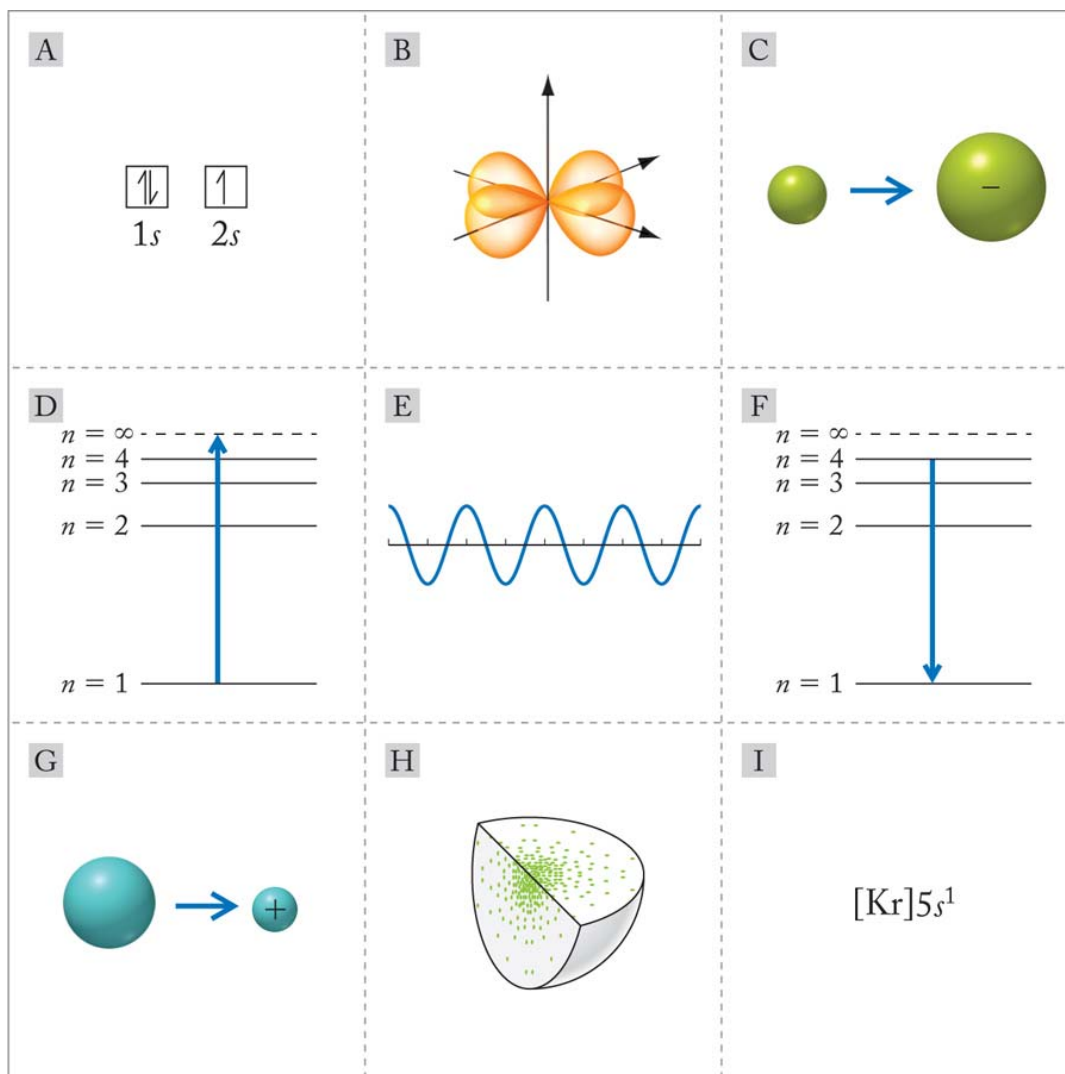 A
1s 2s
B
C
−
D
n = ∞
n = 4
n = 3
n = 2
n = 1
E
F
n = ∞
n = 4
n = 3
n = 2
n = 1
G
+
H
I
[Kr]5s¹